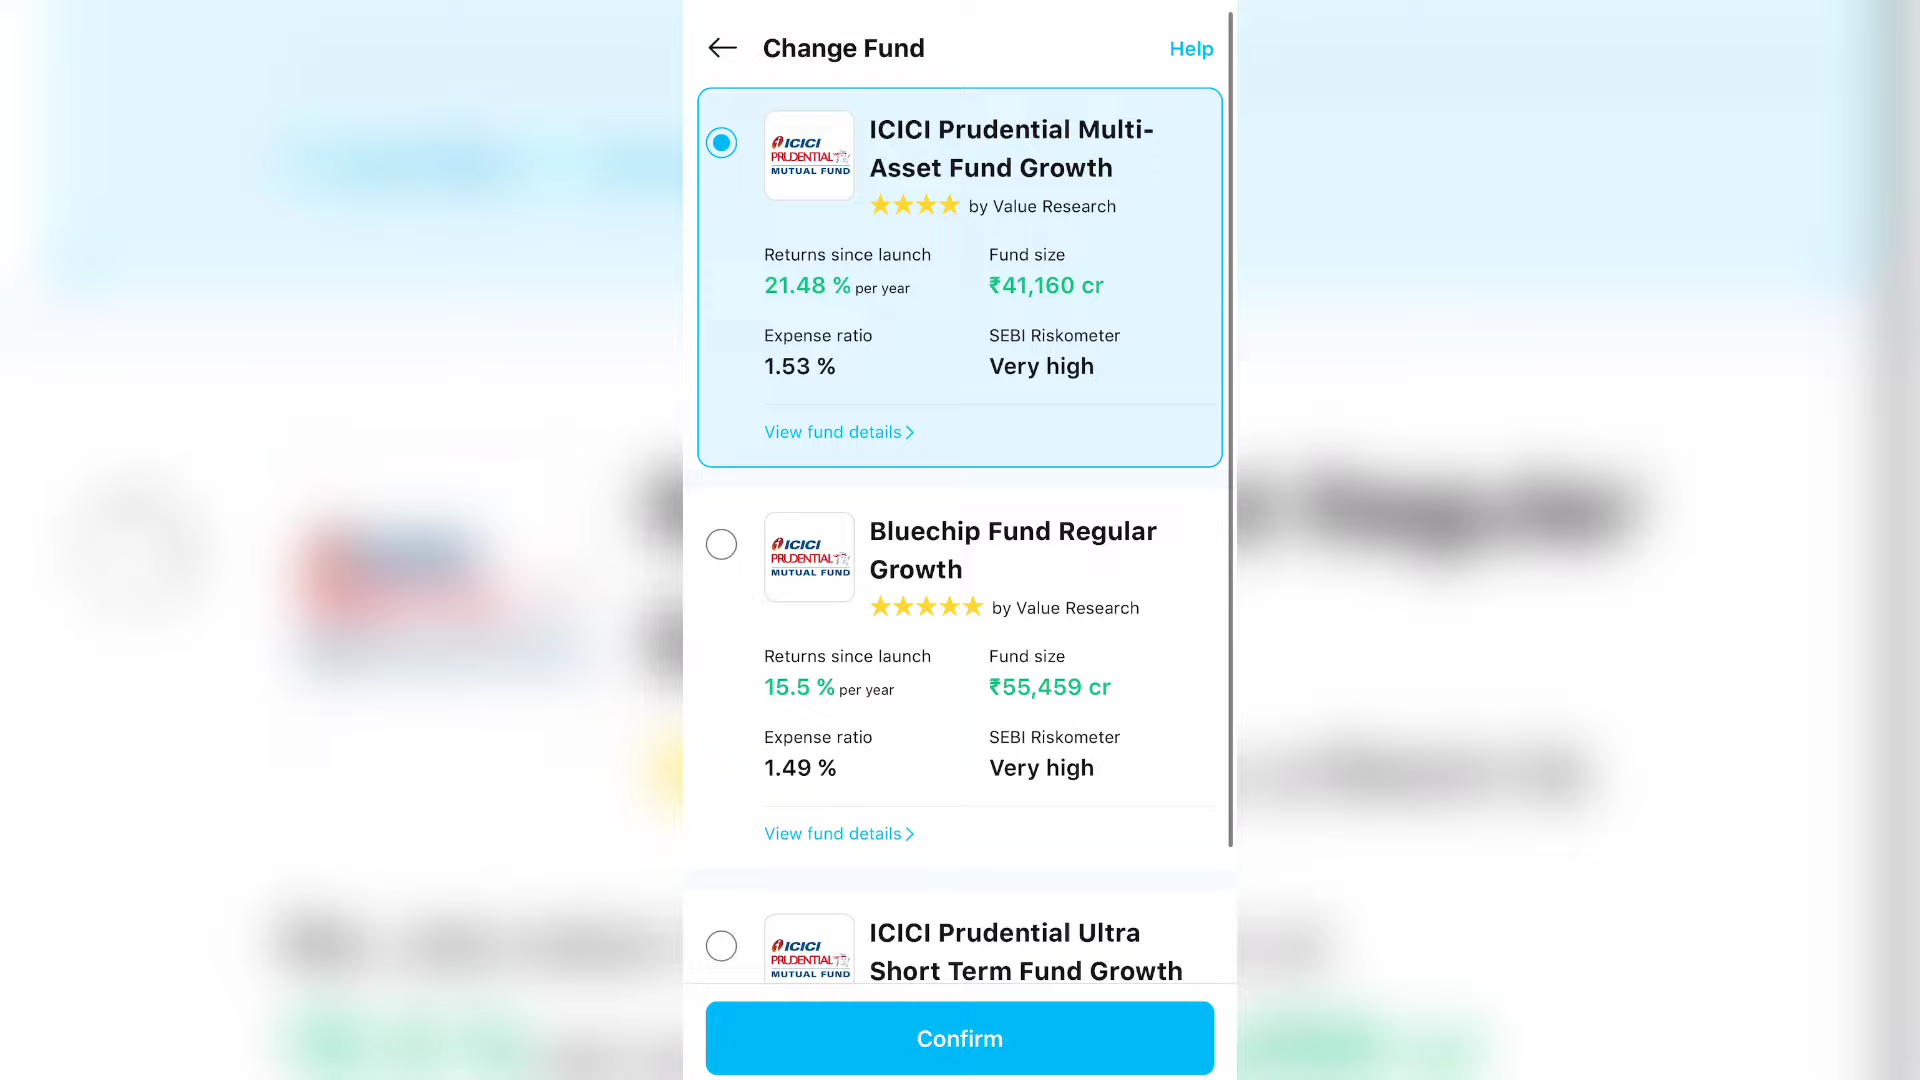 Change Fund
Help
ICICI
PRUDENTIAL
MUTUAL FUND
ICICI Prudential Multi-
Asset Fund Growth
by Value Research
Returns since launch
Fund size
21.48 % per year
₹41,160 cr
Expense ratio
SEBI Riskometer
1.53 %
Very high
View fund details
ICICI
PRUDENTIAL
MUTUAL FUND
Bluechip Fund Regular
Growth
by Value Research
Returns since launch
Fund size
15.5 % per year
₹55,459 cr
Expense ratio
SEBI Riskometer
1.49 %
Very high
View fund details
ICICI
PRUDENTIAL
MUTUAL FUND
ICICI Prudential Ultra
Short Term Fund Growth
Confirm